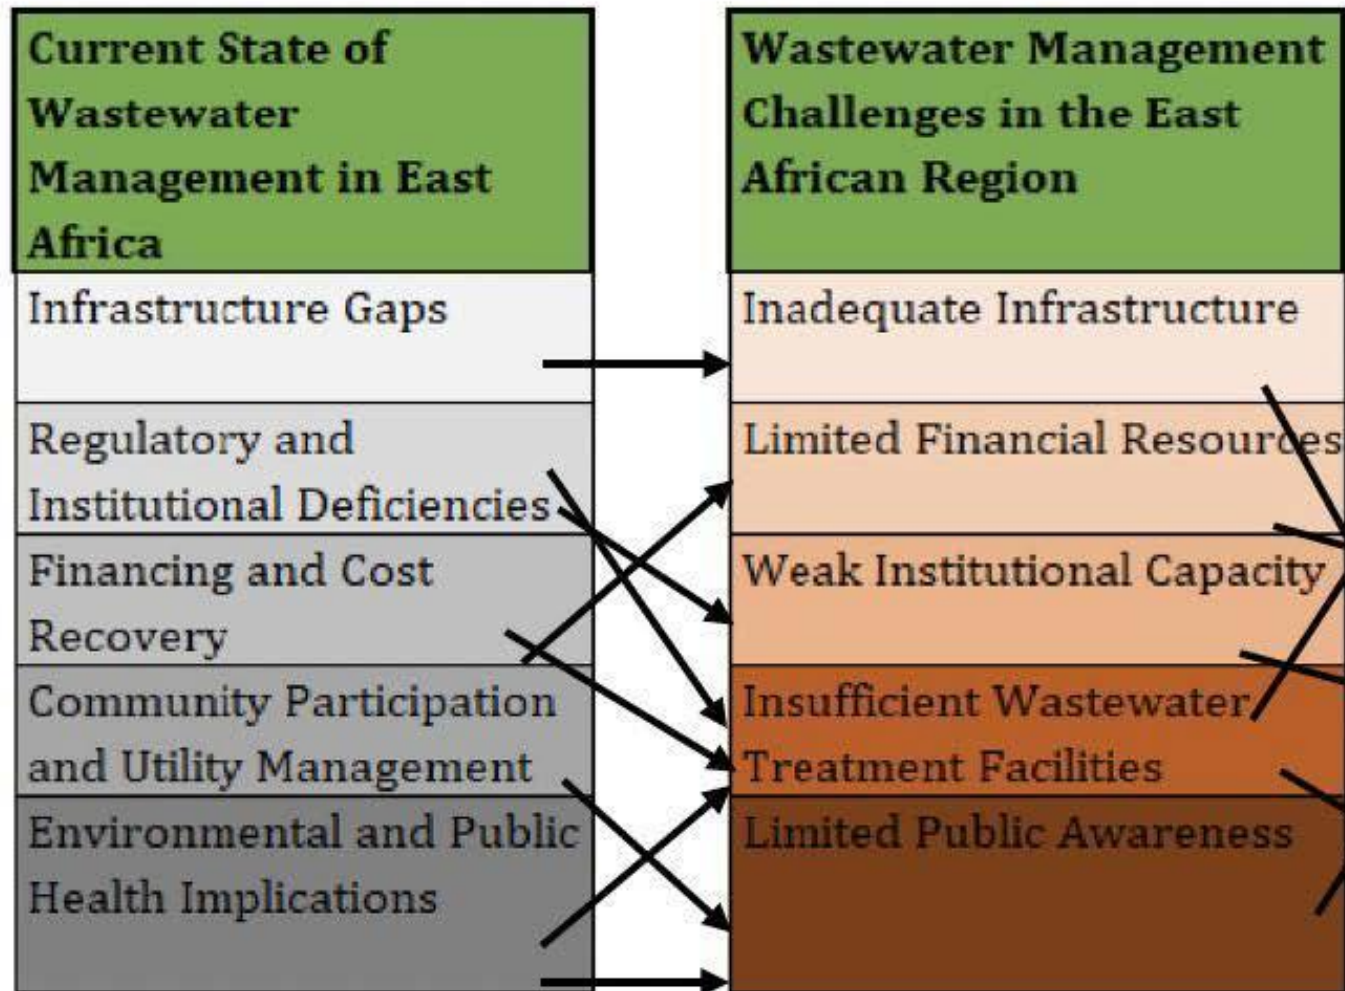 Current State of
Wastewater
Management in East
Africa
Infrastructure Gaps
Regulatory and
Institutional Deficiencies
Financing and Cost
Recovery
Community Participation
and Utility Management
Environmental and Public
Health Implications
Wastewater Management
Challenges in the East
African Region
Inadequate Infrastructure
Limited Financial Resources
Weak Institutional Capacity
Insufficient Wastewater
Treatment Facilities
Limited Public Awareness